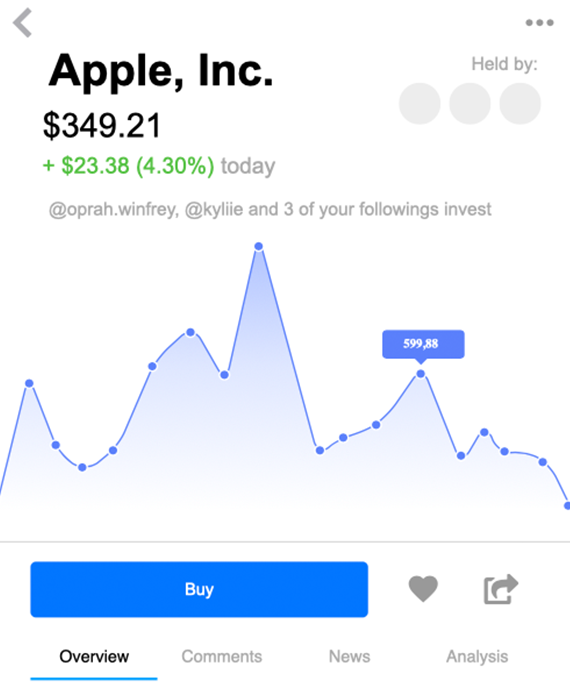 Held by:
Apple, Inc.
$349.21
+ $23.38 (4.30%) today
@oprah.winfrey, @kyliie and 3 of your followings invest
599,88
Buy
Overview
Comments
News
Analysis